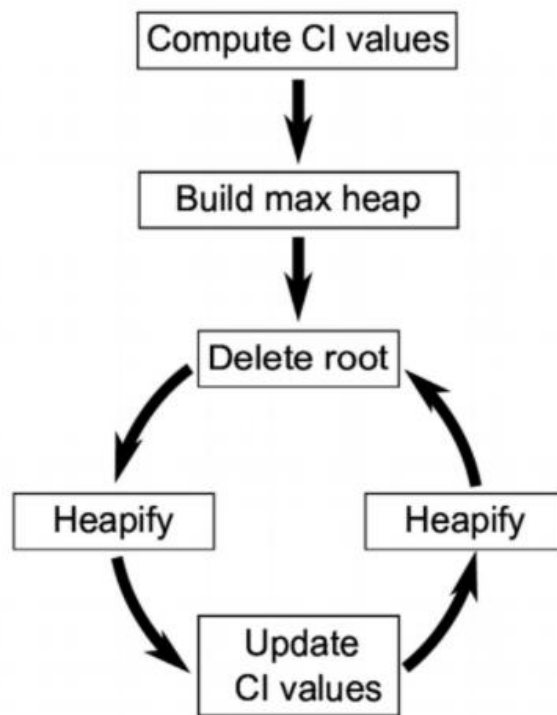 Compute CI values
Build max heap
Delete root
Heapify
Heapify
Update
CI values